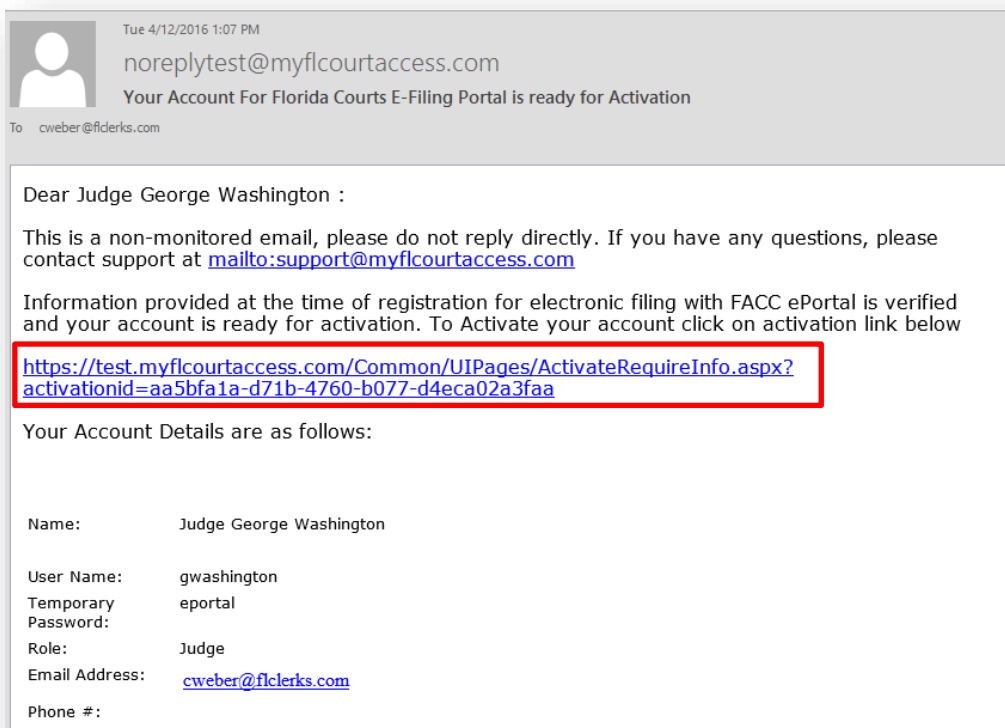 Tue 4/12/2016 1:07 PM
noreplytest@myflcourtaccess.com
Your Account For Florida Courts E-Filing Portal is ready for Activation
To cweber@flclerks.com
Dear Judge George Washington :
This is a non-monitored email, please do not reply directly. If you have any questions, please
contact support at mailto:support@myflcourtaccess.com
Information provided at the time of registration for electronic filing with FACC ePortal is verified
and your account is ready for activation. To Activate your account click on activation link below
https://test.myflcourtaccess.com/Common/UIPages/ActivateRequireInfo.aspx?
activationid=aa5bfa1a-d71b-4760-b077-d4eca02a3faa
Your Account Details are as follows:
Name: Judge George Washington
User Name: gwashington
Temporary eportal
Password:
Role: Judge
Email Address: cweber@flclerks.com
Phone #: